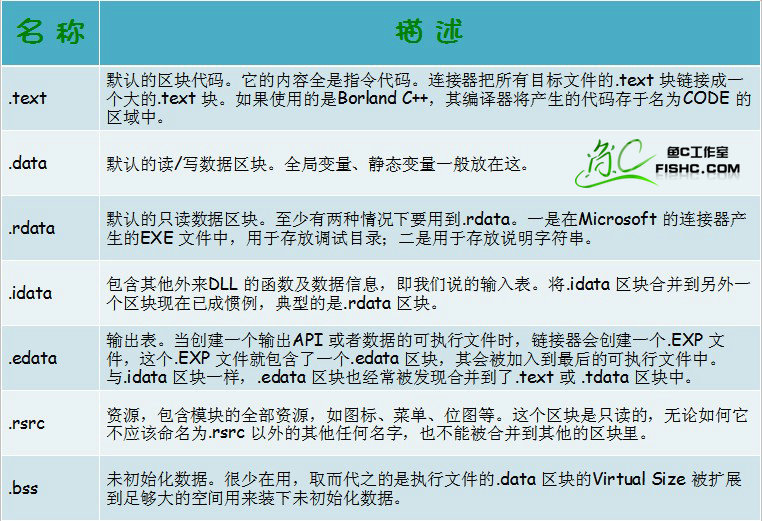 名 称
描 述
.text
默认的区块代码。它的内容全是指令代码。连接器把所有目标文件的.text 块链接成一
个大的.text 块。如果使用的是Borland C++，其编译器将产生的代码存于名为CODE 的
区域中。
.data
默认的读/写数据区块。全局变量、静态变量一般放在这。
鱼C
鱼C工作室
FISHC.COM
.rdata
默认的只读数据区块。至少有两种情况下要用到.rdata。一是在Microsoft 的连接器产
生的EXE 文件中，用于存放调试目录；二是用于存放说明字符串。
.idata
包含其他外来DLL 的函数及数据信息，即我们说的输入表。将.idata 区块合并到另外一
个区块现在已成惯例，典型的是.rdata 区块。
.edata
输出表。当创建一个输出API 或者数据的可执行文件时，链接器会创建一个.EXP 文
件，这个.EXP 文件就包含了一个.edata 区块，其会被加入到最后的可执行文件中。
与.idata 区块一样，.edata 区块也经常被发现合并到了.text 或 .tdata 区块中。
.rsrc
资源，包含模块的全部资源，如图标、菜单、位图等。这个区块是只读的，无论如何它
不应该命名为.rsrc 以外的其他任何名字，也不能被合并到其他的区块里。
.bss
未初始化数据。很少在用，取而代之的是执行文件的.data 区块的Virtual Size 被扩展
到足够大的空间用来装下未初始化数据。